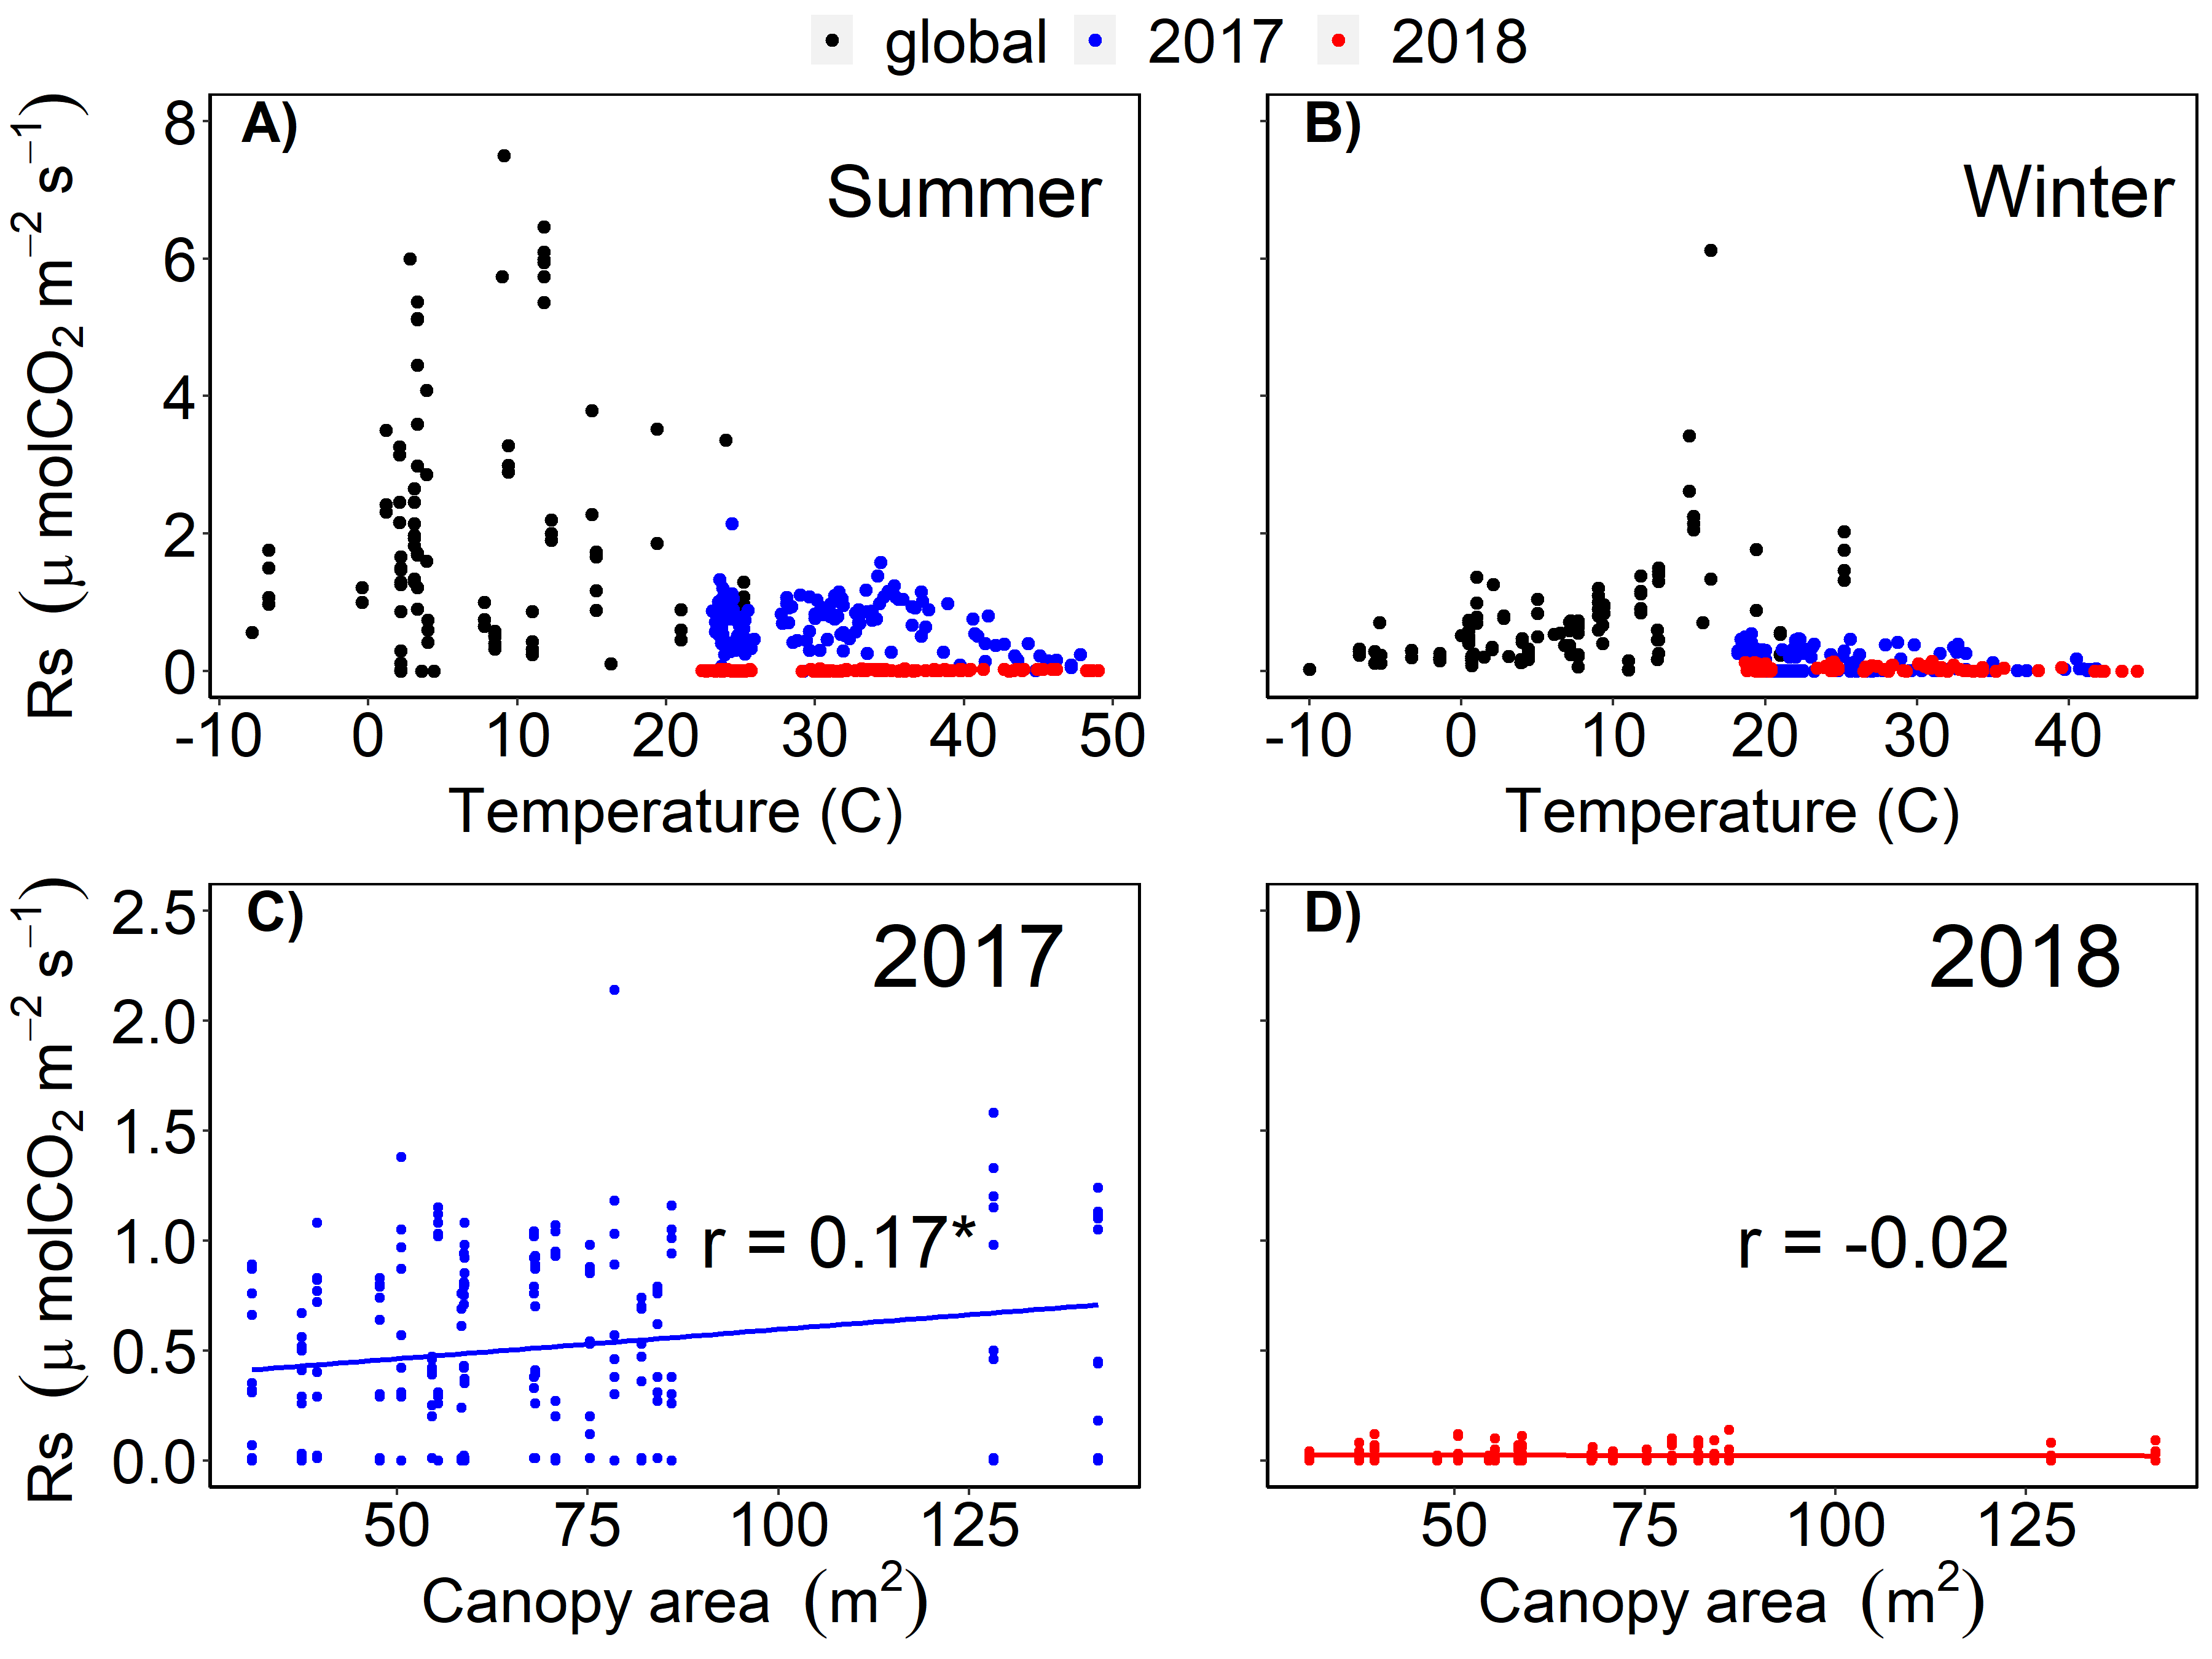 global 2017 2018
A)
Summer
Rs (μ molCO₂ m⁻² s⁻¹)
8
6
4
2
0
-10 0 10 20 30 40 50
Temperature (C)
B)
Winter
-10 0 10 20 30 40
Temperature (C)
C)
2017
r = 0.17*
Rs (μ molCO₂ m⁻² s⁻¹)
2.5
2.0
1.5
1.0
0.5
0.0
50 75 100 125
Canopy area (m²)
D)
2018
r = -0.02
50 75 100 125
Canopy area (m²)